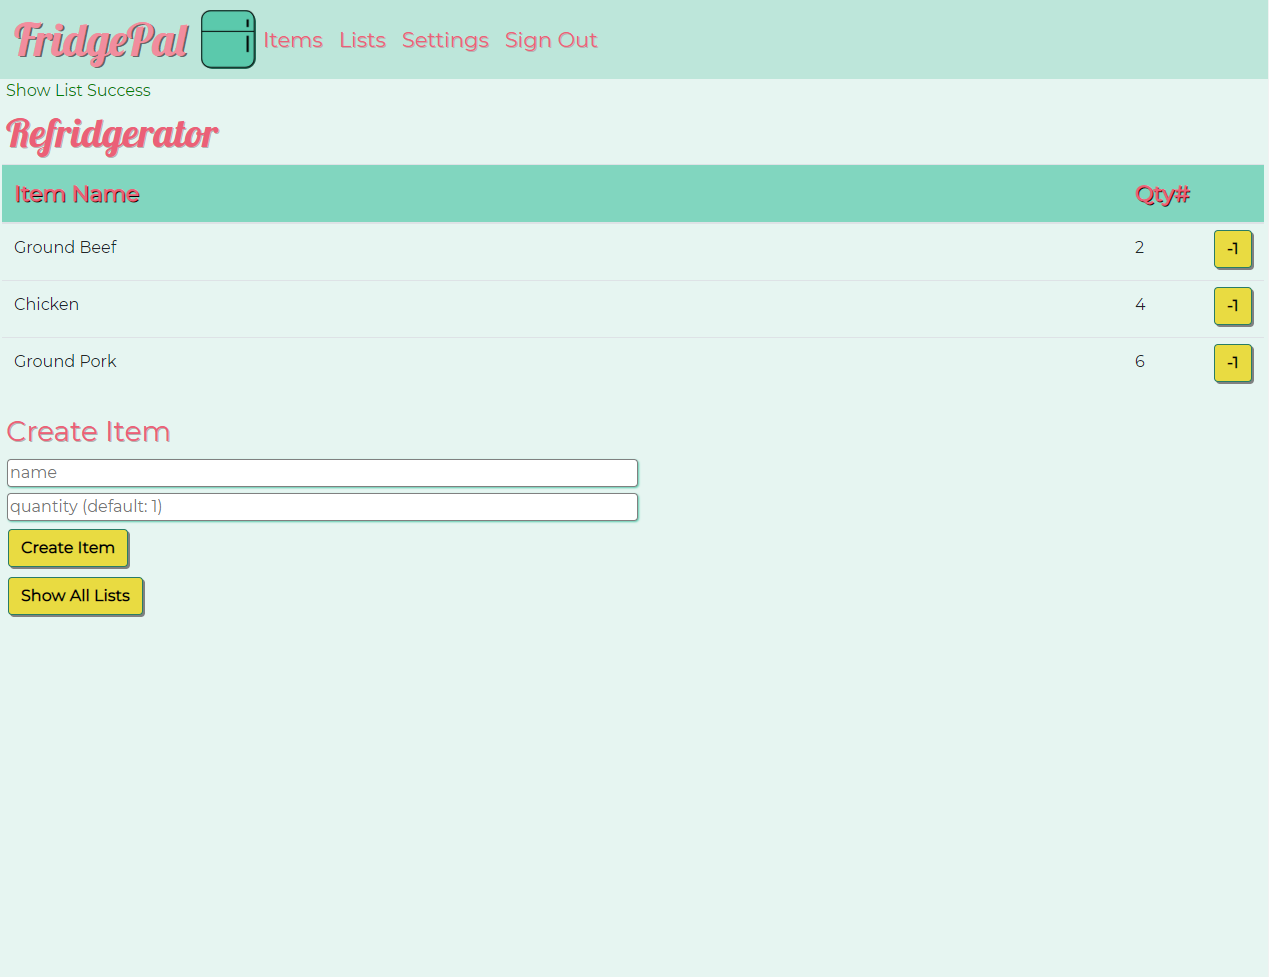 FridgePal Items Lists Settings Sign Out
Show List Success
Refridgerator
Item Name Qty#
Ground Beef 2 -1
Chicken 4 -1
Ground Pork 6 -1
Create Item
name
quantity (default: 1)
Create Item
Show All Lists